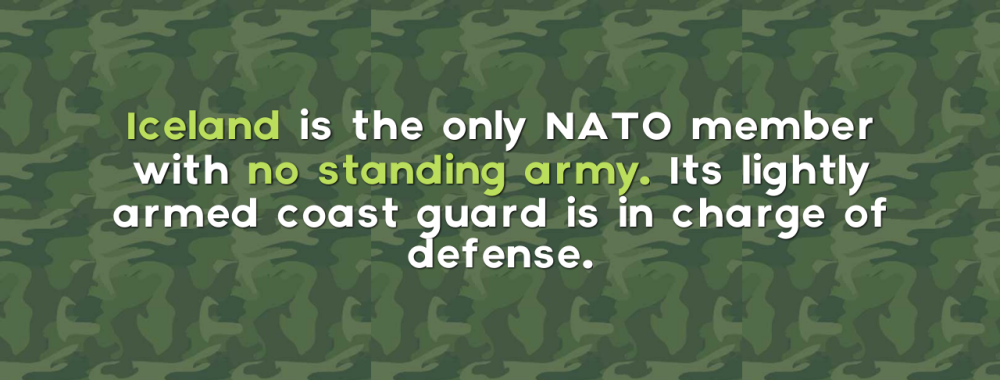 Iceland is the only NATO member
with no standing army. Its lightly
armed coast guard is in charge of
defense.